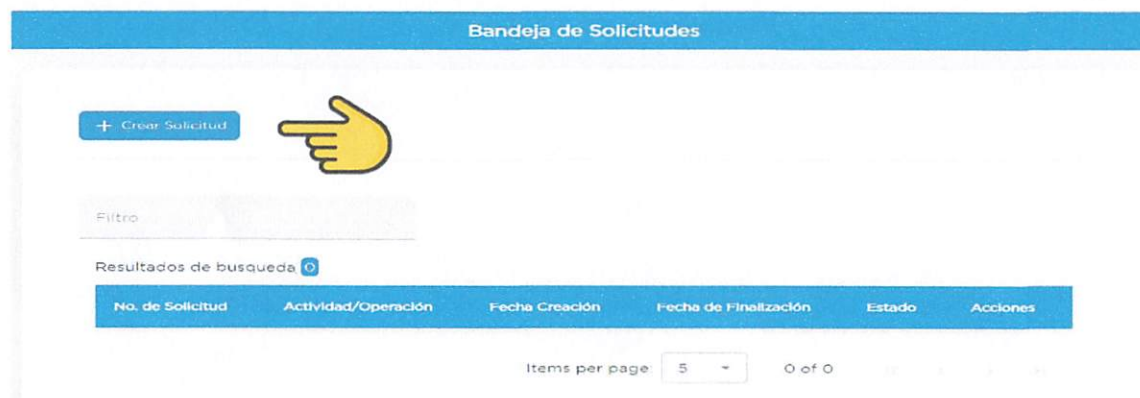 Bandeja de Solicitudes
+ Crear Solicitud
Filtro
Resultados de busqueda 0
No. de Solicitud Actividad/Operación Fecha Creación Fecha de Finalización Estado Acciones
Items per page: 5 0 of 0